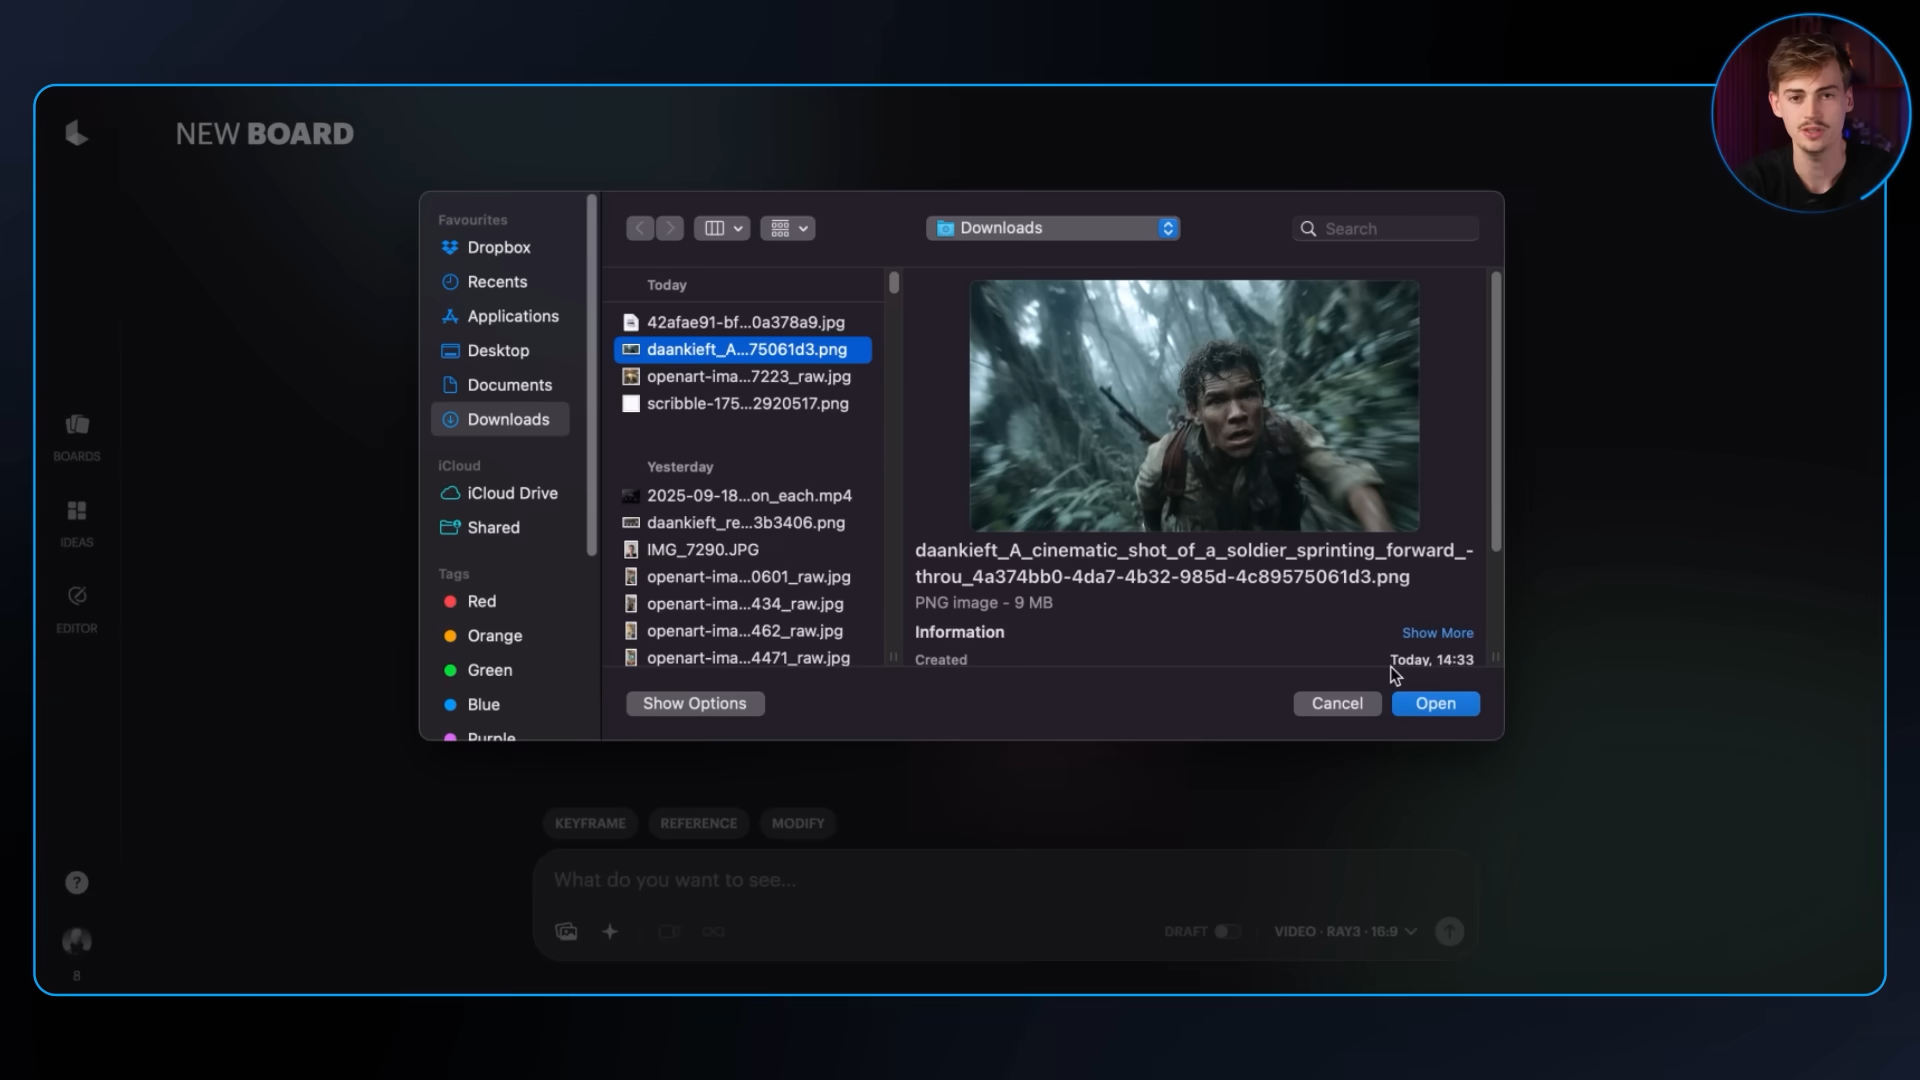 NEW BOARD
Favourites
Dropbox
Recents
Applications
Desktop
Documents
Downloads
iCloud
iCloud Drive
Shared
Tags
Red
Orange
Green
Blue
Purple
Downloads
Search
Today
42afae91-bf...0a378a9.jpg
daankieft_A...75061d3.png
openart-ima...7223_raw.jpg
scribble-175...2920517.png
Yesterday
2025-09-18...on_each.mp4
daankieft_re...3b3406.png
IMG_7290.JPG
openart-ima...0601_raw.jpg
openart-ima...434_raw.jpg
openart-ima...462_raw.jpg
openart-ima...4471_raw.jpg
daankieft_A_cinematic_shot_of_a_soldier_sprinting_forward_-
throu_4a374bb0-4da7-4b32-985d-4c89575061d3.png
PNG image - 9 MB
Information
Show More
Created
Today, 14:33
Show Options
Cancel
Open
BOARDS
IDEAS
EDITOR
?
8
KEYFRAME
REFERENCE
MODIFY
What do you want to see...
DRAFT
VIDEO · RAY3 · 16:9